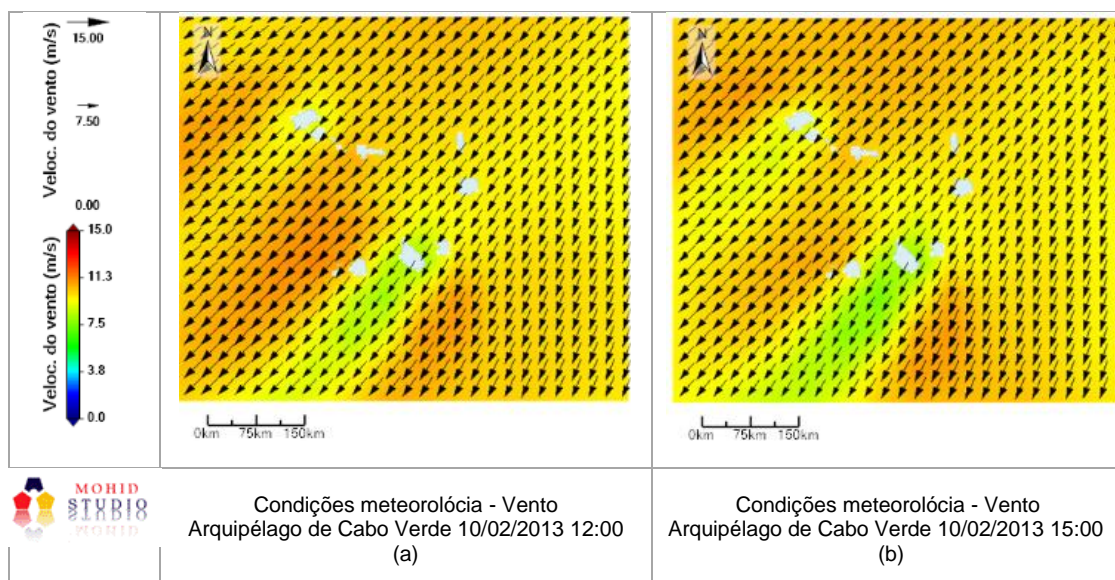 Veloc. do vento (m/s)
15.00
7.50
0.00
Veloc. do vento (m/s)
15.0
11.3
7.5
3.8
0.0
N
0km 75km 150km
N
0km 75km 150km
MOHID
STUDIO
Condições meteorolócia - Vento
Arquipélago de Cabo Verde 10/02/2013 12:00
(a)
Condições meteorolócia - Vento
Arquipélago de Cabo Verde 10/02/2013 15:00
(b)